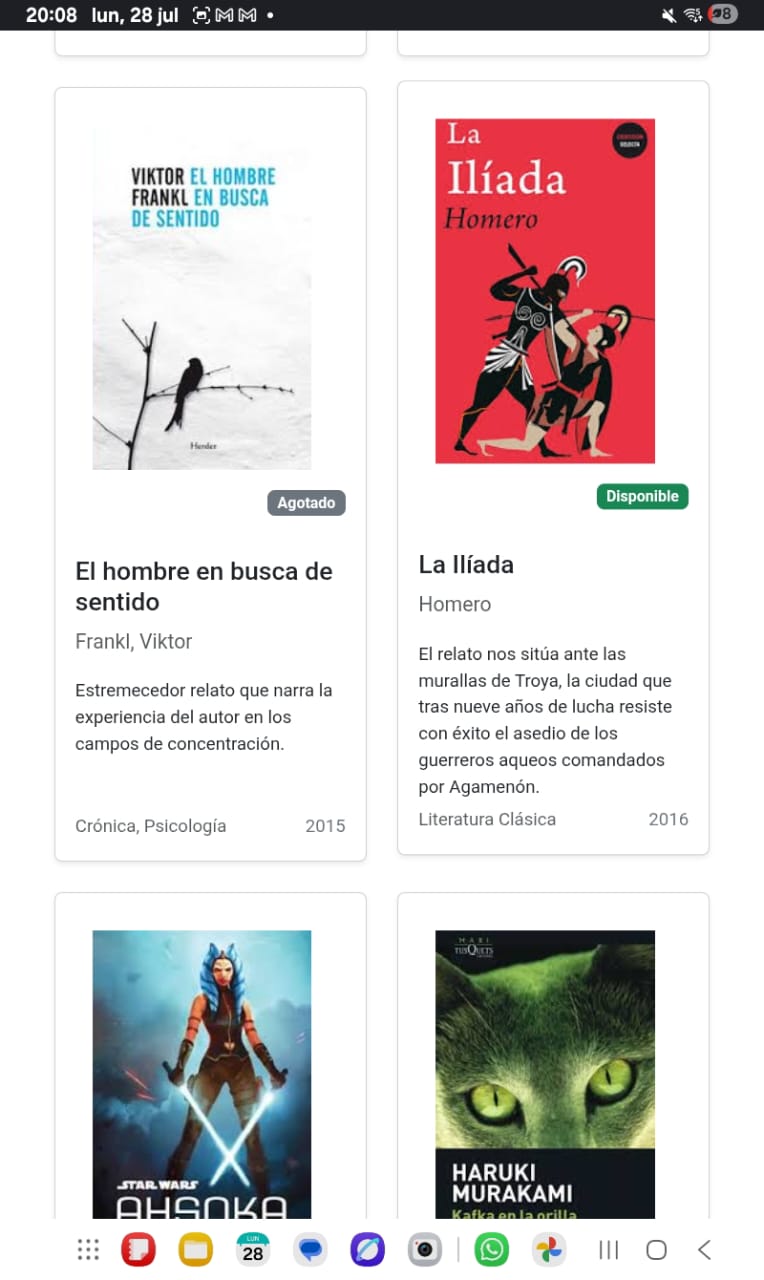 20:08 lun, 28 jul
8
VIKTOR EL HOMBRE
FRANKL EN BUSCA
DE SENTIDO
Herder
Agotado
El hombre en busca de
sentido
Frankl, Viktor
Estremecedor relato que narra la
experiencia del autor en los
campos de concentración.
Crónica, Psicología 2015
La
Ilíada
Homero
COLECCIÓN
SELECTA
Disponible
La Ilíada
Homero
El relato nos sitúa ante las
murallas de Troya, la ciudad que
tras nueve años de lucha resiste
con éxito el asedio de los
guerreros aqueos comandados
por Agamenón.
Literatura Clásica 2016
STAR WARS
AHSOKA
MAXI
TUSQUETS
HARUKI
MURAKAMI
Kafka en la orilla
LUN
28